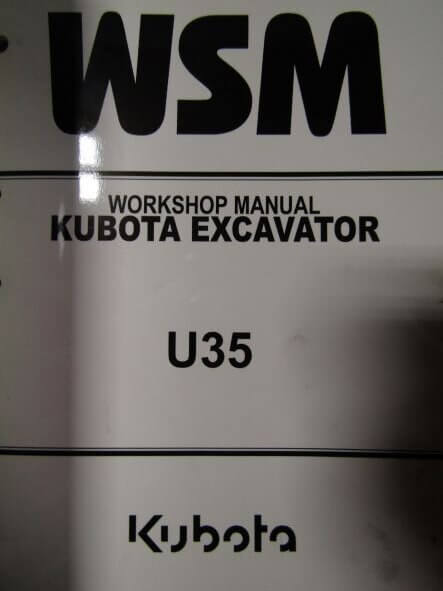 WSM
WORKSHOP MANUAL
KUBOTA EXCAVATOR
U35
Kubota